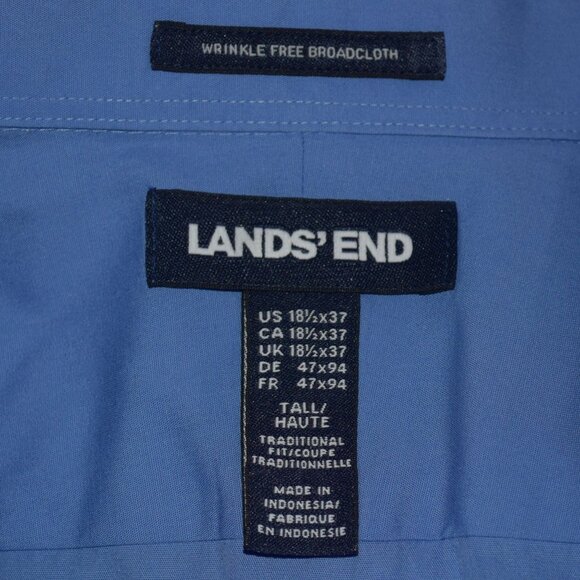 WRINKLE FREE BROADCLOTH
LANDS' END
US 18½x37
CA 18½x37
UK 18½x37
DE 47x94
FR 47x94
TALL/
HAUTE
TRADITIONAL
FIT/COUPE
TRADITIONNELLE
MADE IN
INDONESIA/
FABRIQUE
EN INDONESIE